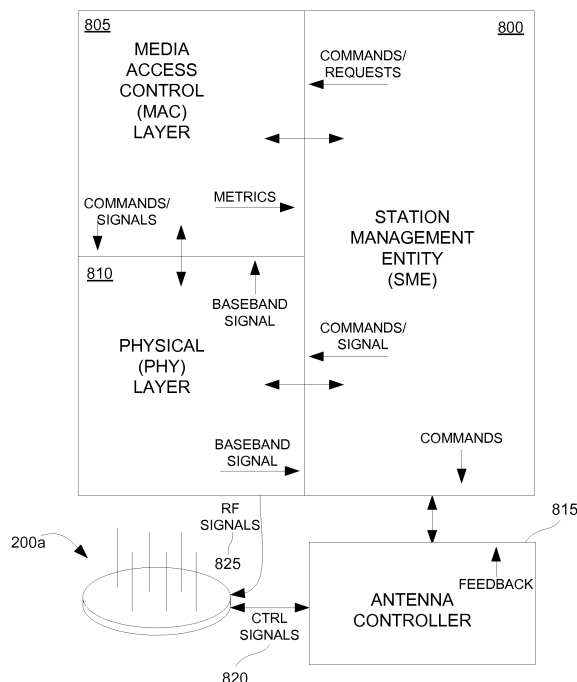 805
MEDIA
ACCESS
CONTROL
(MAC)
LAYER
800
COMMANDS/
REQUESTS
COMMANDS/
SIGNALS
METRICS
STATION
MANAGEMENT
ENTITY
(SME)
810
BASEBAND
SIGNAL
PHYSICAL
(PHY)
LAYER
COMMANDS/
SIGNAL
BASEBAND
SIGNAL
COMMANDS
RF
SIGNALS
825
200a
815
FEEDBACK
ANTENNA
CONTROLLER
CTRL
SIGNALS
820